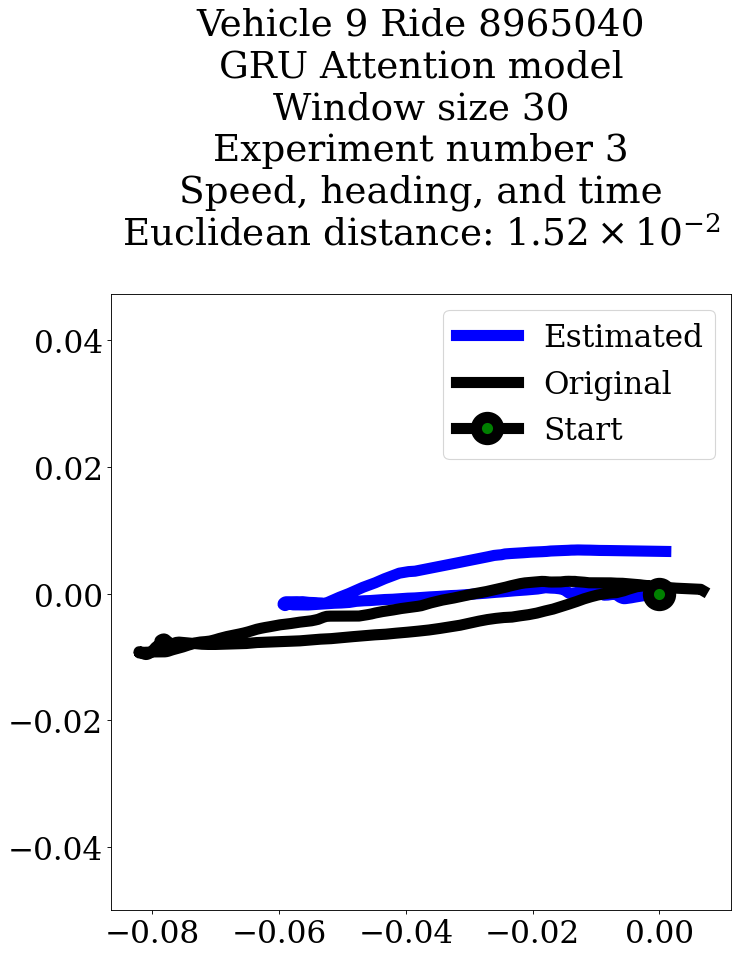 Vehicle 9 Ride 8965040
GRU Attention model
Window size 30
Experiment number 3
Speed, heading, and time
Euclidean distance: 1.52 × 10⁻²
Estimated
Original
Start
0.04
0.02
0.00
−0.02
−0.04
−0.08 −0.06 −0.04 −0.02 0.00